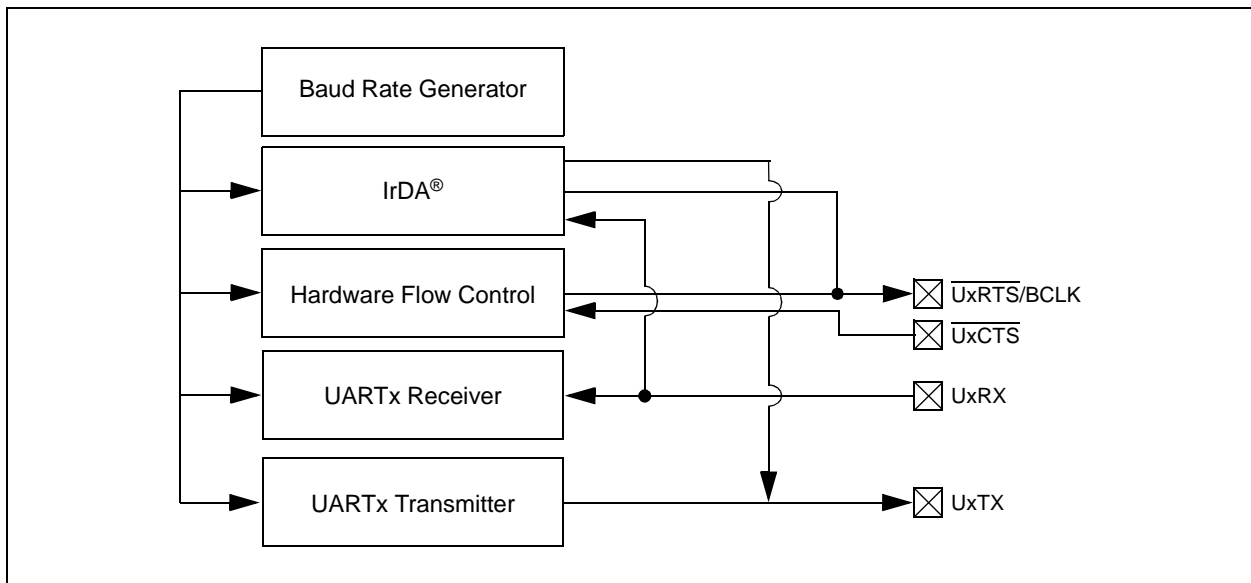 Baud Rate Generator
IrDA®
Hardware Flow Control
UxRTS/BCLK
UxCTS
UARTx Receiver
UxRX
UARTx Transmitter
UxTX